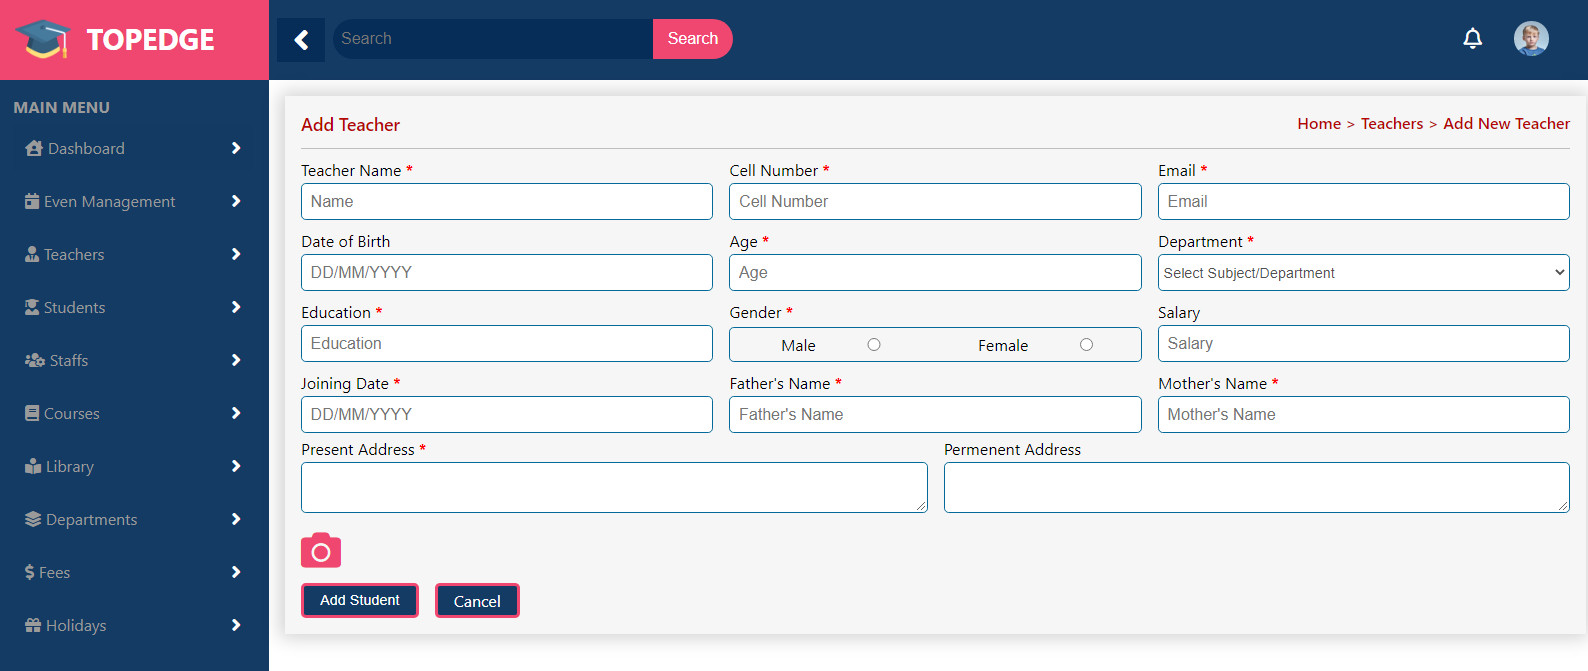 TOPEDGE
Search
Search
MAIN MENU
Dashboard
Even Management
Teachers
Students
Staffs
Courses
Library
Departments
Fees
Holidays
Add Teacher
Home > Teachers > Add New Teacher
Teacher Name * Cell Number * Email *
Name Cell Number Email
Date of Birth Age * Department *
DD/MM/YYYY Age Select Subject/Department
Education * Gender * Salary
Education Male Female Salary
Joining Date * Father's Name * Mother's Name *
DD/MM/YYYY Father's Name Mother's Name
Present Address * Permenent Address
Add Student Cancel